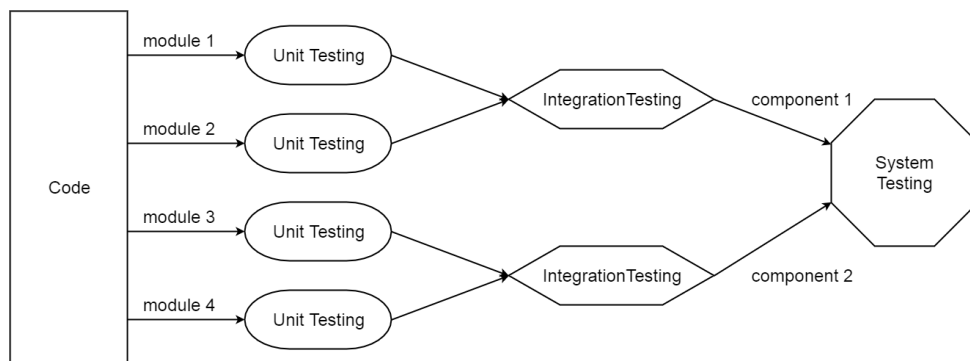 Code
module 1
Unit Testing
module 2
Unit Testing
module 3
Unit Testing
module 4
Unit Testing
IntegrationTesting
IntegrationTesting
component 1
component 2
System
Testing